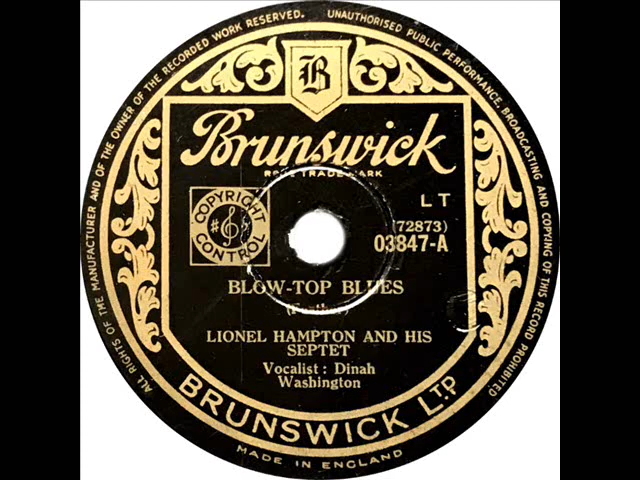 ALL RIGHTS OF THE MANUFACTURER AND OF THE OWNER OF THE RECORDED WORK RESERVED.
UNAUTHORISED PUBLIC PERFORMANCE, BROADCASTING AND COPYING OF THIS RECORD PROHIBITED
B
Brunswick
TRADE MARK
LT
COPYRIGHT
CONTROL
(72873)
03847-A
BLOW-TOP BLUES
LIONEL HAMPTON AND HIS
SEPTET
Vocalist : Dinah
Washington
BRUNSWICK LTD
MADE IN ENGLAND